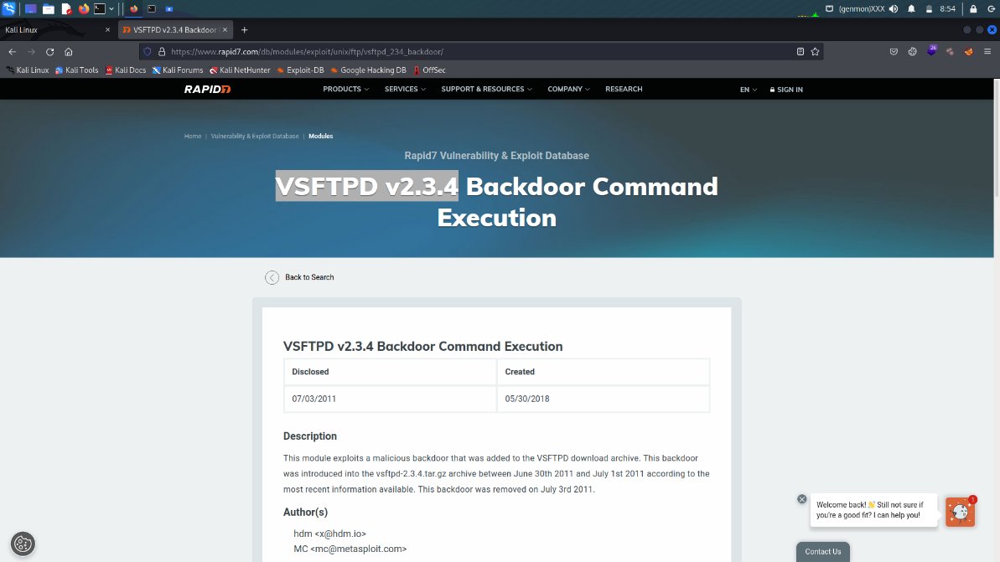 (genmon)XXX
8:54
Kali Linux
VSFTPD v2.3.4 Backdoor
https://www.rapid7.com/db/modules/exploit/unix/ftp/vsftpd_234_backdoor/
26
Kali Linux
Kali Tools
Kali Docs
Kali Forums
Kali NetHunter
Exploit-DB
Google Hacking DB
OffSec
RAPID7
PRODUCTS
SERVICES
SUPPORT & RESOURCES
COMPANY
RESEARCH
EN
SIGN IN
Home | Vulnerability & Exploit Database | Modules
Rapid7 Vulnerability & Exploit Database
VSFTPD v2.3.4 Backdoor Command
Execution
Back to Search
VSFTPD v2.3.4 Backdoor Command Execution
Disclosed
Created
07/03/2011
05/30/2018
Description
This module exploits a malicious backdoor that was added to the VSFTPD download archive. This backdoor
was introduced into the vsftpd-2.3.4.tar.gz archive between June 30th 2011 and July 1st 2011 according to the
most recent information available. This backdoor was removed on July 3rd 2011.
Author(s)
hdm <x@hdm.io>
MC <mc@metasploit.com>
Welcome back! 👋 Still not sure if
you're a good fit? I can help you!
1
Contact Us